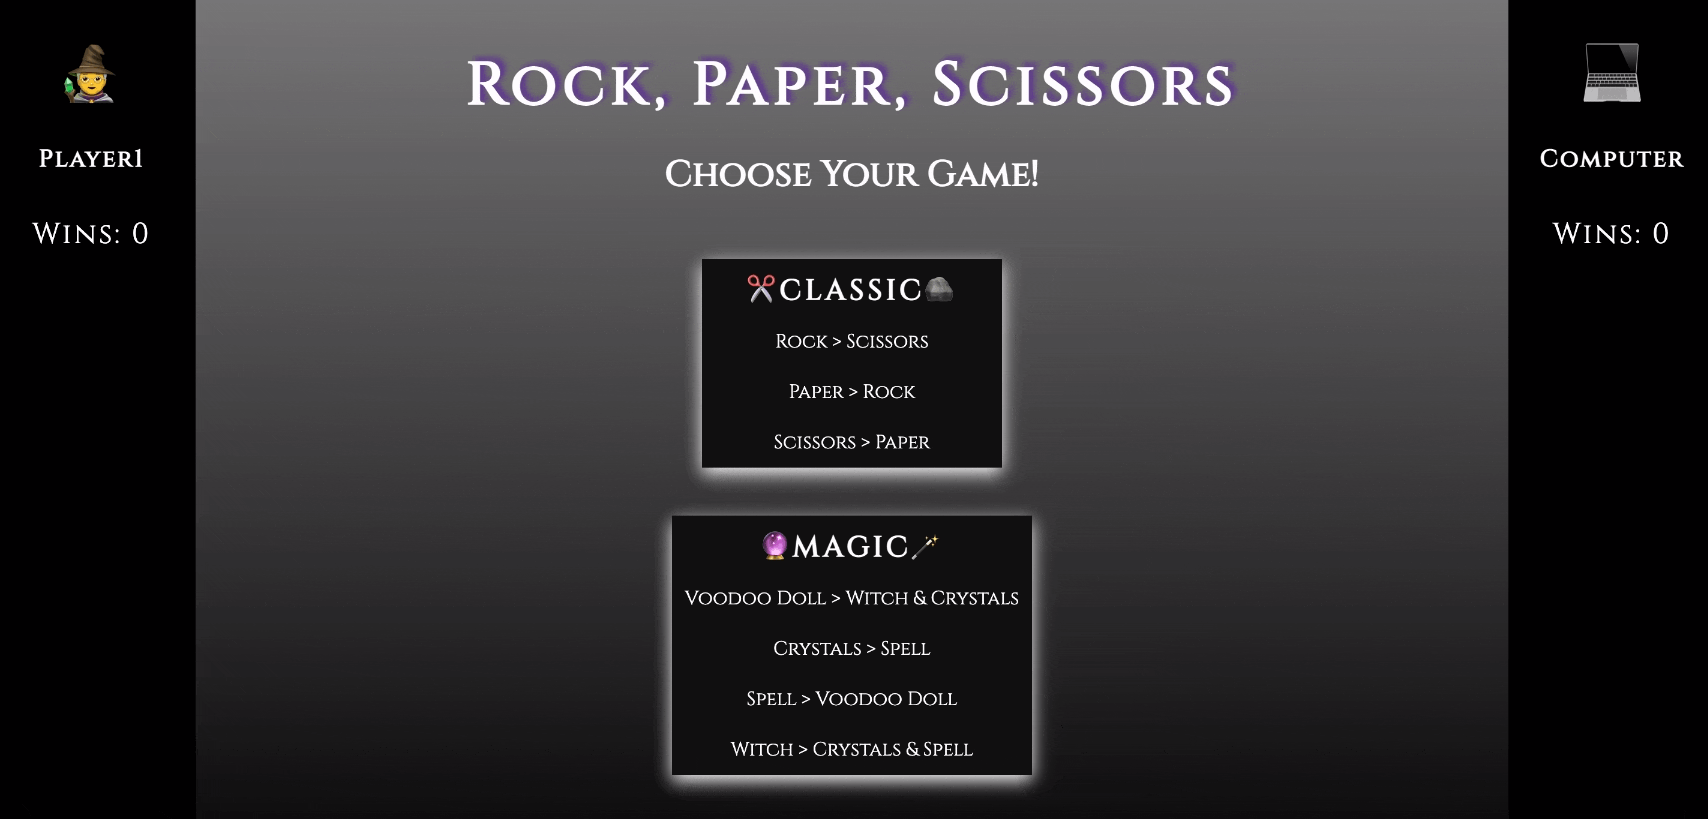 Player1
Wins: 0
Rock, Paper, Scissors
Choose Your Game!
CLASSIC
Rock > Scissors
Paper > Rock
Scissors > Paper
MAGIC
Voodoo Doll > Witch & Crystals
Crystals > Spell
Spell > Voodoo Doll
Witch > Crystals & Spell
Computer
Wins: 0